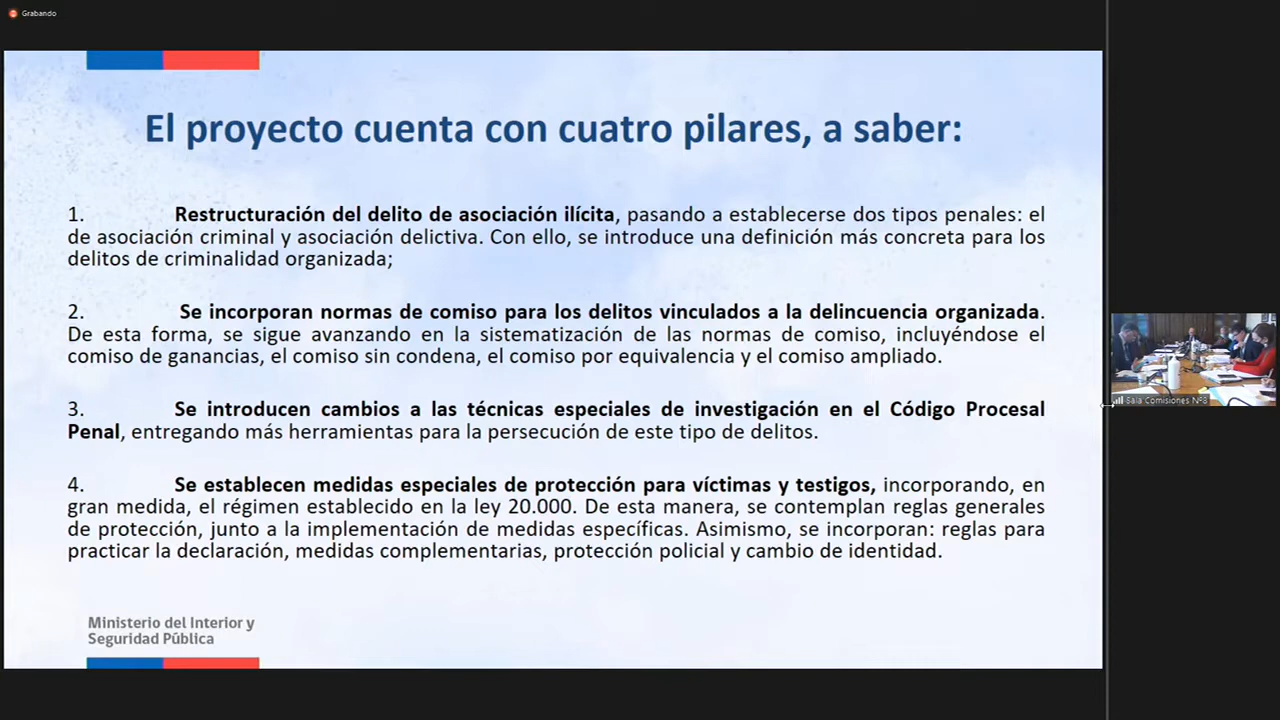 Grabando
El proyecto cuenta con cuatro pilares, a saber:
1. Restructuración del delito de asociación ilícita, pasando a establecerse dos tipos penales: el
de asociación criminal y asociación delictiva. Con ello, se introduce una definición más concreta para los
delitos de criminalidad organizada;
2. Se incorporan normas de comiso para los delitos vinculados a la delincuencia organizada.
De esta forma, se sigue avanzando en la sistematización de las normas de comiso, incluyéndose el
comiso de ganancias, el comiso sin condena, el comiso por equivalencia y el comiso ampliado.
3. Se introducen cambios a las tecncas especiales de investigación en el Código Procesal
Penal, entregando más herramientas para la persecución de este tipo de delitos.
4. Se establecen medidas especiales de protección para víctimas y testigos, incorporando, en
gran medida, el régimen establecido en la ley 20.000. De esta manera, se contemplan reglas generales
de protección, junto a la implementación de medidas específicas. Asimismo, se incorporan: reglas para
practicar la declaración, medidas complementarias, protección policial y cambio de identidad.
Ministerio del Interior y
Seguridad Pública
Sala Comisiones Nº8